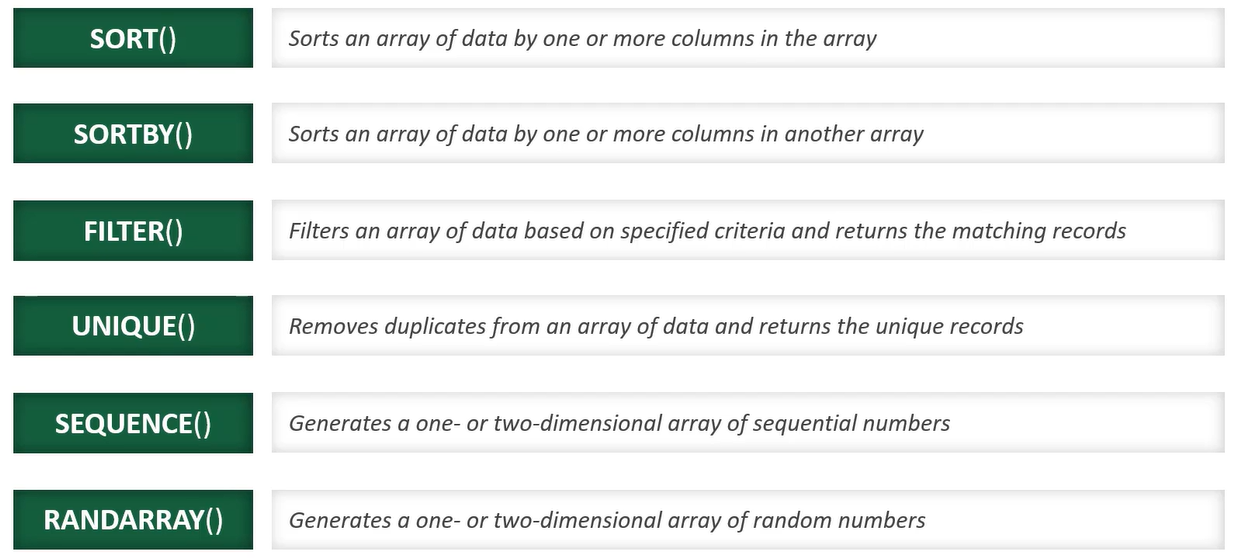 SORT()
Sorts an array of data by one or more columns in the array
SORTBY()
Sorts an array of data by one or more columns in another array
FILTER()
Filters an array of data based on specified criteria and returns the matching records
UNIQUE()
Removes duplicates from an array of data and returns the unique records
SEQUENCE()
Generates a one- or two-dimensional array of sequential numbers
RANDARRAY()
Generates a one- or two-dimensional array of random numbers